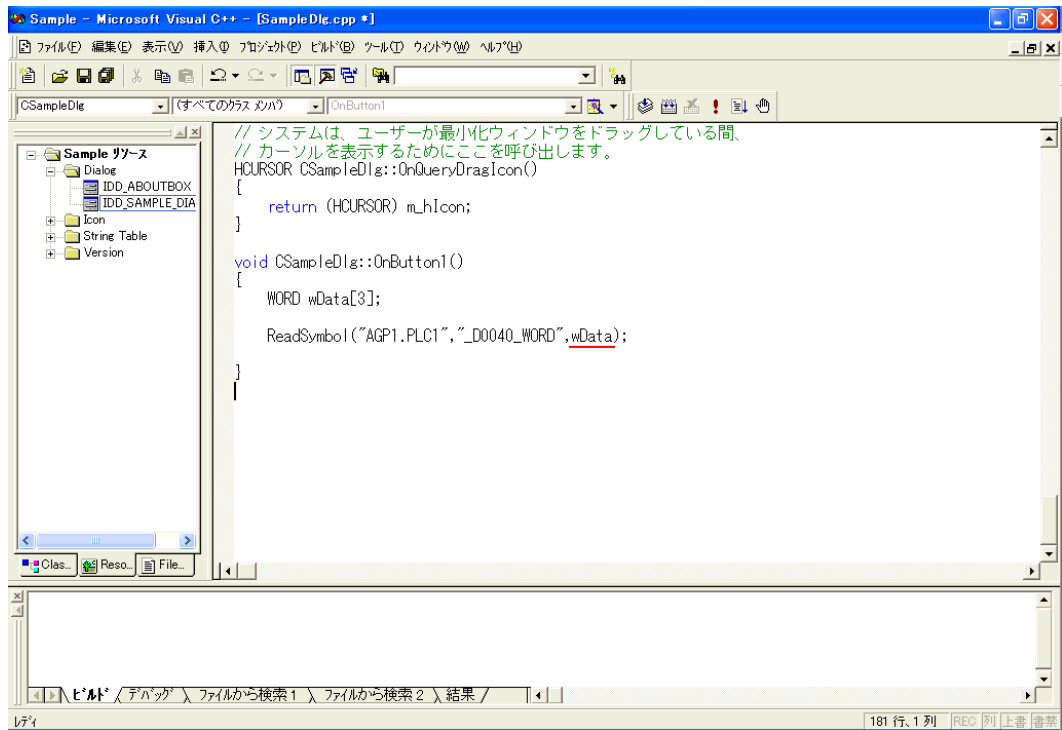 Sample - Microsoft Visual C++ - [SampleDlg.cpp *]
ﾌｧｲﾙ(F) 編集(E) 表示(V) 挿入(I) ﾌﾟﾛｼﾞｪｸﾄ(P) ﾋﾞﾙﾄﾞ(B) ﾂｰﾙ(T) ｳｨﾝﾄﾞｳ(W) ﾍﾙﾌﾟ(H)
CSampleDlg (すべてのｸﾗｽ ﾒﾝﾊﾞ) OnButton1
Sample ﾘｿｰｽ
Dialog
IDD_ABOUTBOX
IDD_SAMPLE_DIA
Icon
String Table
Version
Clas... Reso... File...
// システムは、ユーザーが最小化ウィンドウをドラッグしている間、
// カーソルを表示するためにここを呼び出します。
HCURSOR CSampleDlg::OnQueryDragIcon()
{
return (HCURSOR) m_hIcon;
}
void CSampleDlg::OnButton1()
{
WORD wData[3];
ReadSymbol("AGP1.PLC1","_D0040_WORD",wData);
}
ﾋﾞﾙﾄﾞ ﾃﾞﾊﾞｯｸﾞ ﾌｧｲﾙから検索1 ﾌｧｲﾙから検索2 結果
ﾚﾃﾞｨ 181 行、1 列 REC 列 上書 書禁